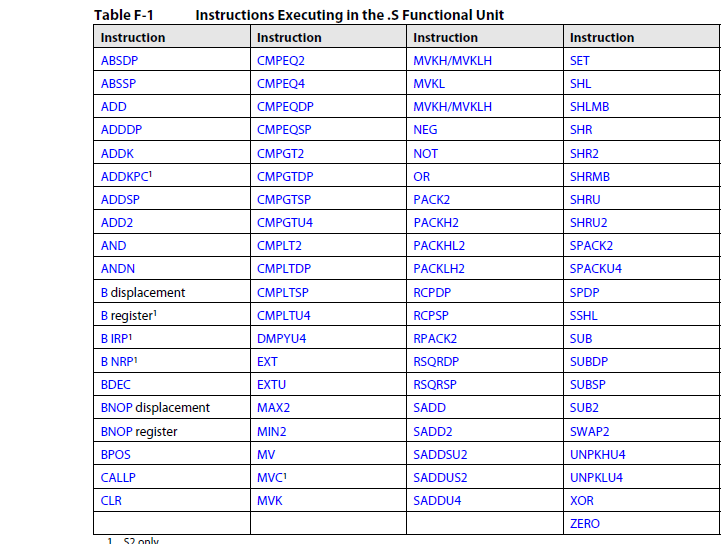 Table F-1 Instructions Executing in the .S Functional Unit
Instruction Instruction Instruction Instruction
ABSDP CMPEQ2 MVKH/MVKLH SET
ABSSP CMPEQ4 MVKL SHL
ADD CMPEQDP MVKH/MVKLH SHLMB
ADDDP CMPEQSP NEG SHR
ADDK CMPGT2 NOT SHR2
ADDKPC¹ CMPGTDP OR SHRMB
ADDSP CMPGTSP PACK2 SHRU
ADD2 CMPGTU4 PACKH2 SHRU2
AND CMPLT2 PACKHL2 SPACK2
ANDN CMPLTDP PACKLH2 SPACKU4
B displacement CMPLTSP RCPDP SPDP
B register¹ CMPLTU4 RCPSP SSHL
B IRP¹ DMPYU4 RPACK2 SUB
B NRP¹ EXT RSQRDP SUBDP
BDEC EXTU RSQRSP SUBSP
BNOP displacement MAX2 SADD SUB2
BNOP register MIN2 SADD2 SWAP2
BPOS MV SADDSU2 UNPKHU4
CALLP MVC¹ SADDUS2 UNPKLU4
CLR MVK SADDU4 XOR
ZERO
1 S2 only